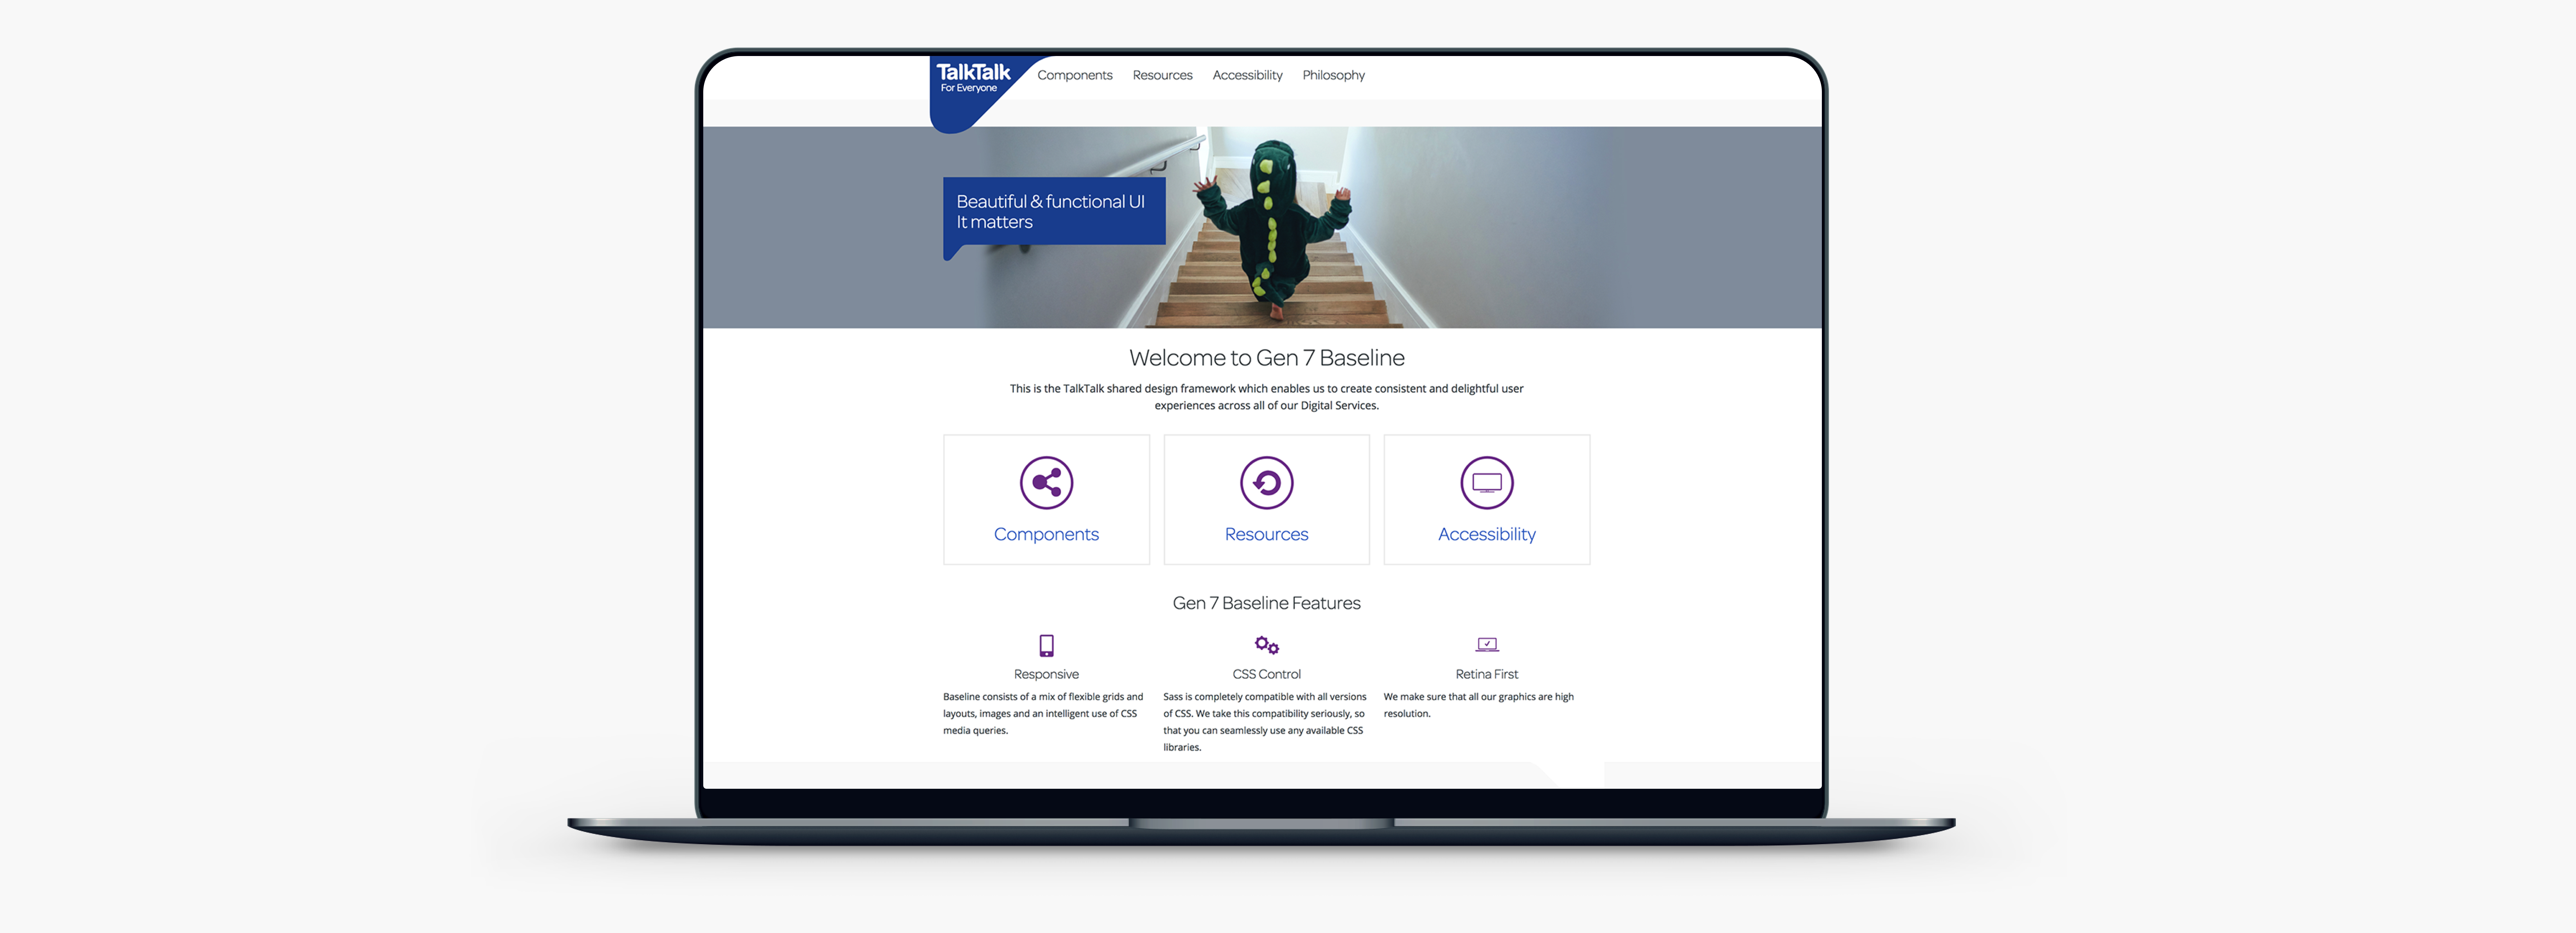 TalkTalk
For Everyone
Components
Resources
Accessibility
Philosophy
Beautiful & functional UI
It matters
Welcome to Gen 7 Baseline
This is the TalkTalk shared design framework which enables us to create consistent and delightful user
experiences across all of our Digital Services.
Components
Resources
Accessibility
Gen 7 Baseline Features
Responsive
Baseline consists of a mix of flexible grids and
layouts, images and an intelligent use of CSS
media queries.
CSS Control
Sass is completely compatible with all versions
of CSS. We take this compatibility seriously, so
that you can seamlessly use any available CSS
libraries.
Retina First
We make sure that all our graphics are high
resolution.